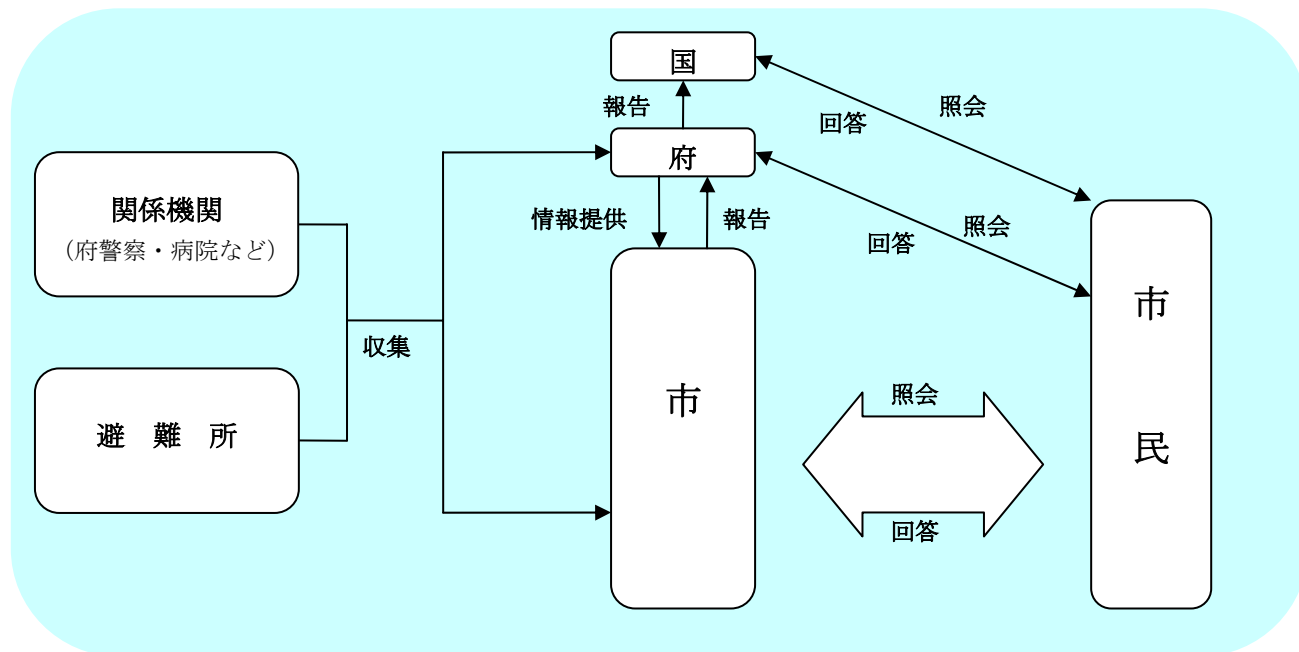 国
報告
照会
回答
府
関係機関
（府警察・病院など）
情報提供
報告
照会
回答
市
民
収集
市
照会
避 難 所
回答